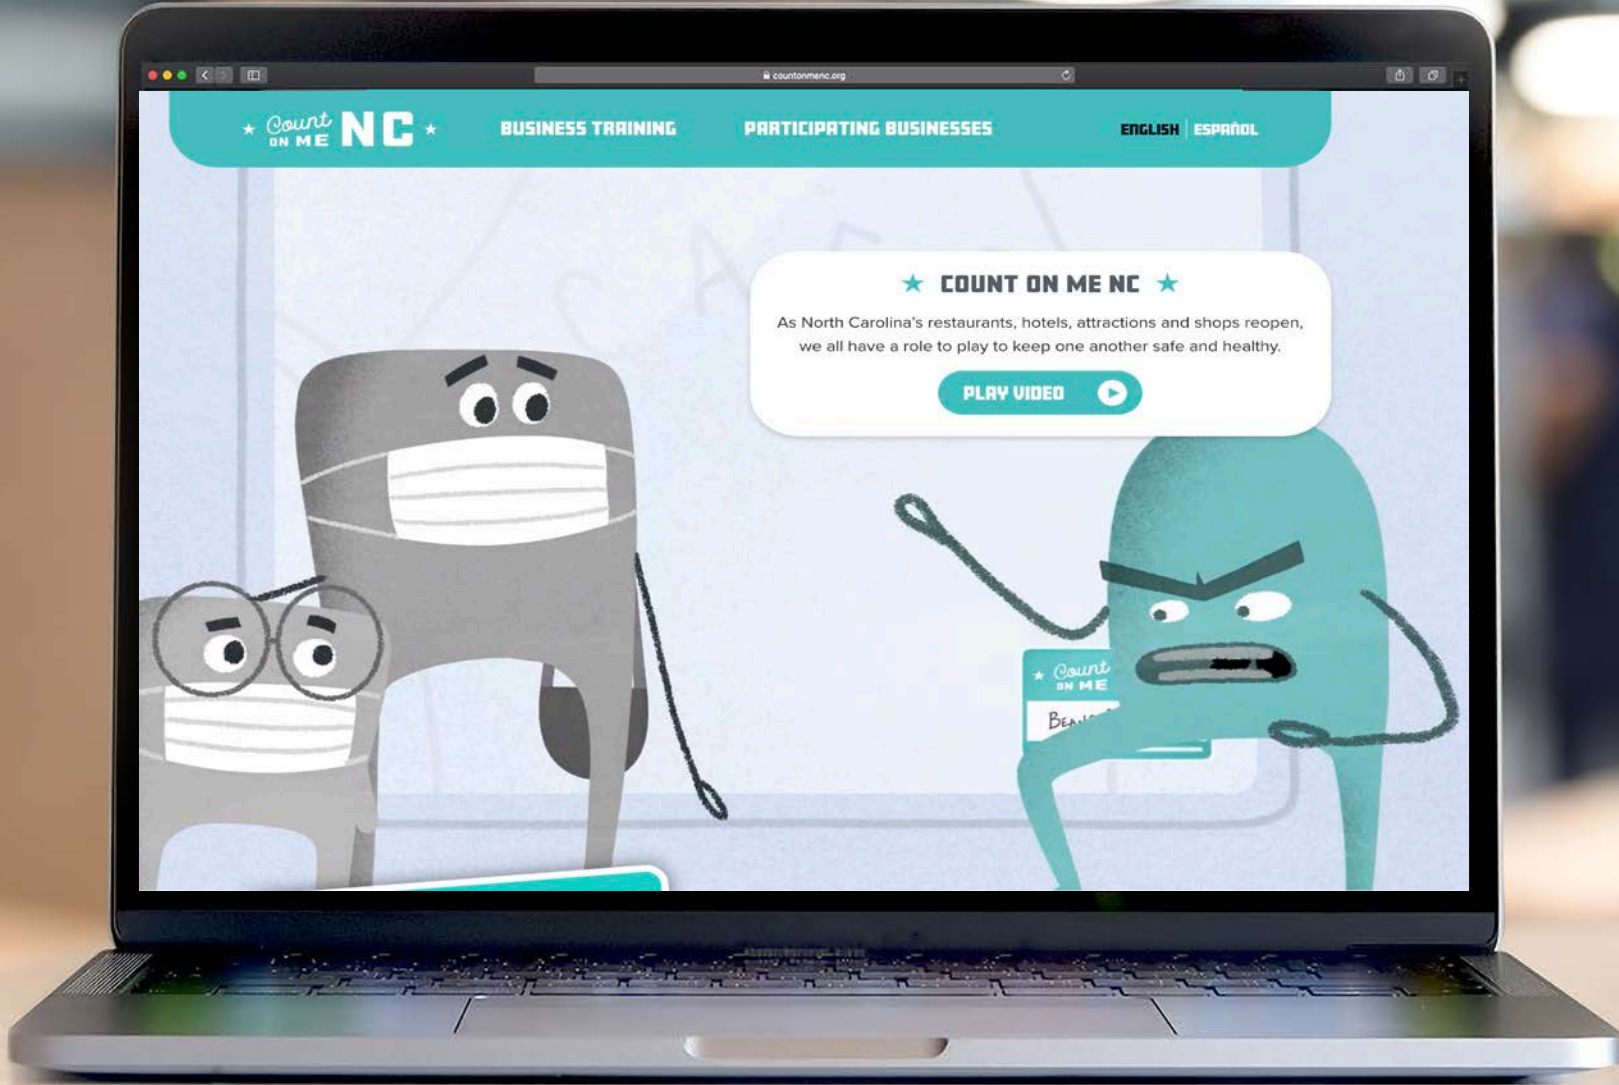 countonmenc.org
Count
ON ME NC
BUSINESS TRAINING
PARTICIPATING BUSINESSES
ENGLISH
ESPAÑOL
CAFE
COUNT ON ME NC
As North Carolina's restaurants, hotels, attractions and shops reopen,
we all have a role to play to keep one another safe and healthy.
PLAY VIDEO
Count
ON ME